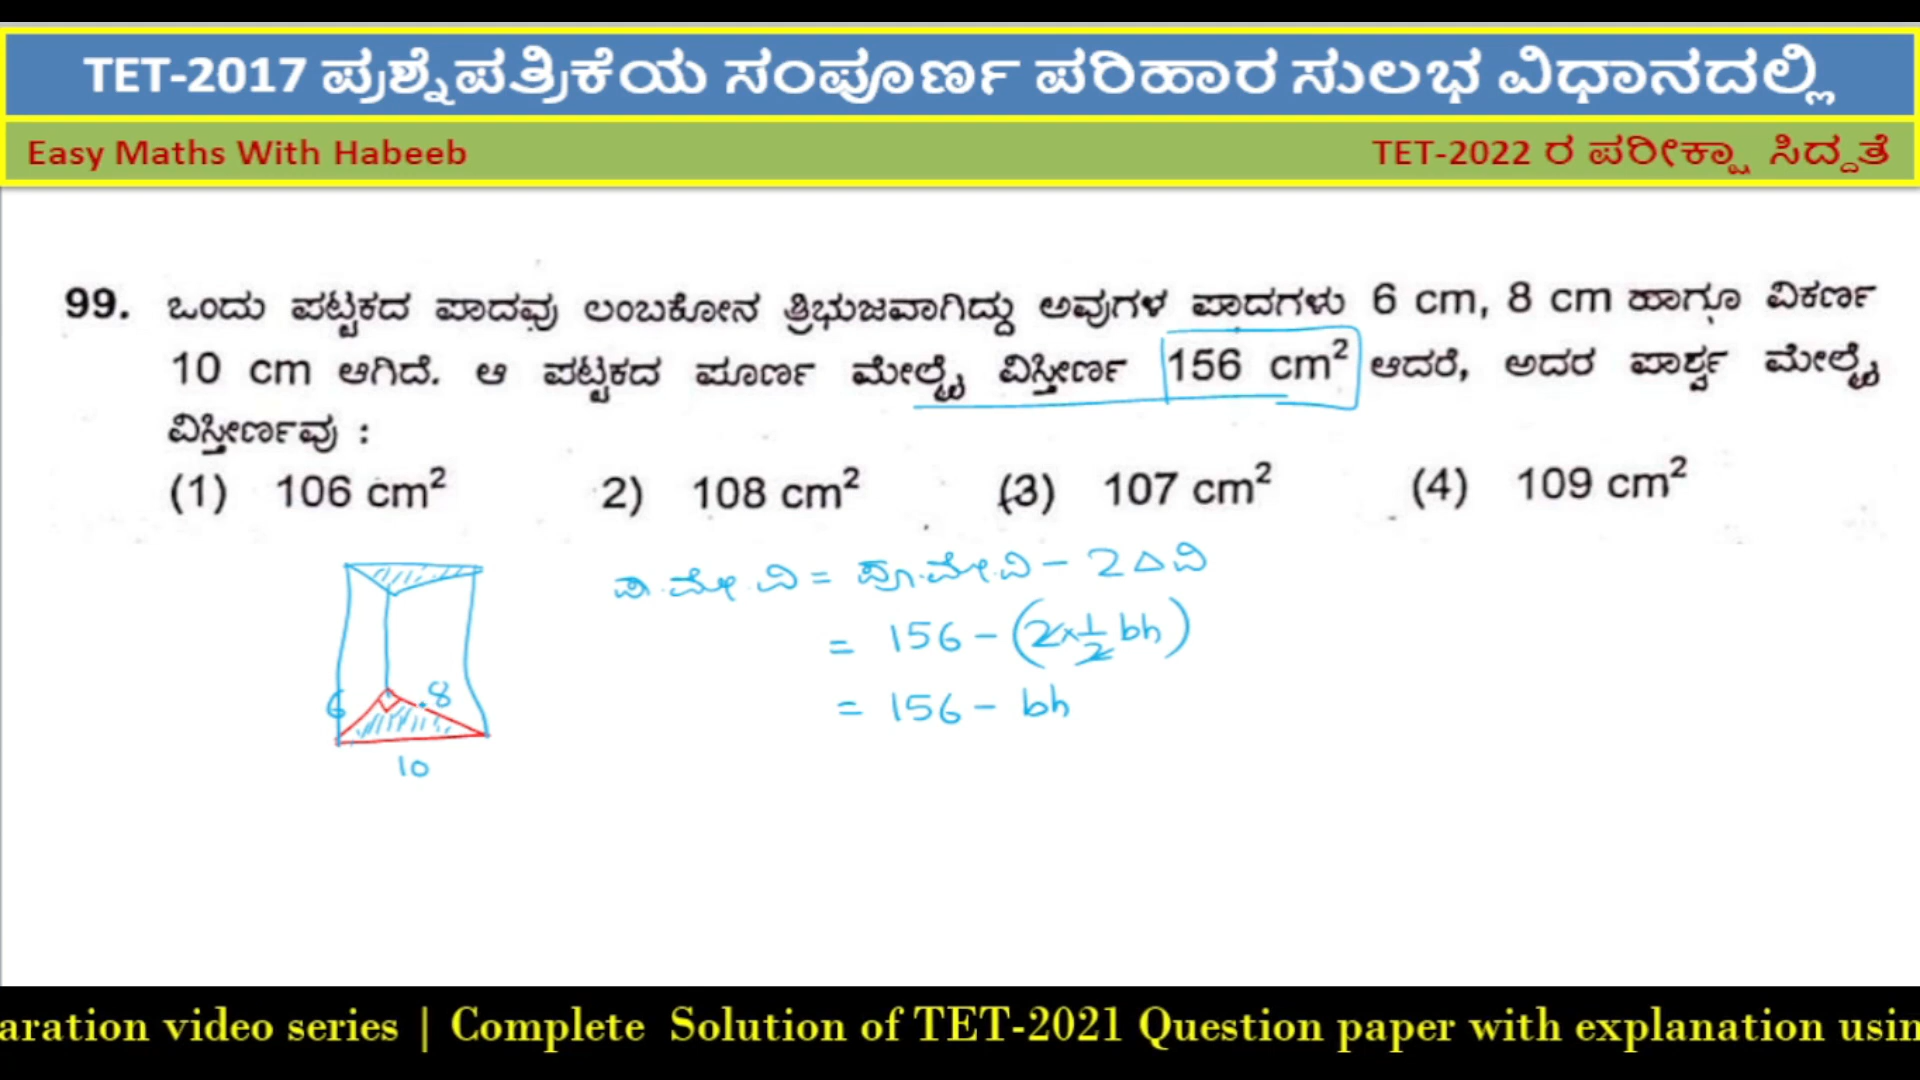 TET-2017 ಪ್ರಶ್ನೆಪತ್ರಿಕೆಯ ಸಂಪೂರ್ಣ ಪರಿಹಾರ ಸುಲಭ ವಿಧಾನದಲ್ಲಿ
Easy Maths With Habeeb
TET-2022 ರ ಪರೀಕ್ಷಾ ಸಿದ್ದತೆ
99. ಒಂದು ಪಟ್ಟಕದ ಪಾದವು ಲಂಬಕೋನ ತ್ರಿಭುಜವಾಗಿದ್ದು ಅವುಗಳ ಪಾದಗಳು 6 cm, 8 cm ಹಾಗೂ ವಿಕರ್ಣ
10 cm ಆಗಿದೆ. ಆ ಪಟ್ಟಕದ ಪೂರ್ಣ ಮೇಲ್ಮೈ ವಿಸ್ತೀರ್ಣ 156 cm² ಆದರೆ, ಅದರ ಪಾರ್ಶ್ವ ಮೇಲ್ಮೈ
ವಿಸ್ತೀರ್ಣವು :
(1) 106 cm² 2) 108 cm² (3) 107 cm² (4) 109 cm²
ಪಾ.ಮೇ.ವಿ = ಪೂ.ಮೇ.ವಿ - 2 △ ವಿ
= 156 - (2×1/2 bh)
= 156 - bh
6
8
10
aration video series | Complete Solution of TET-2021 Question paper with explanation usin